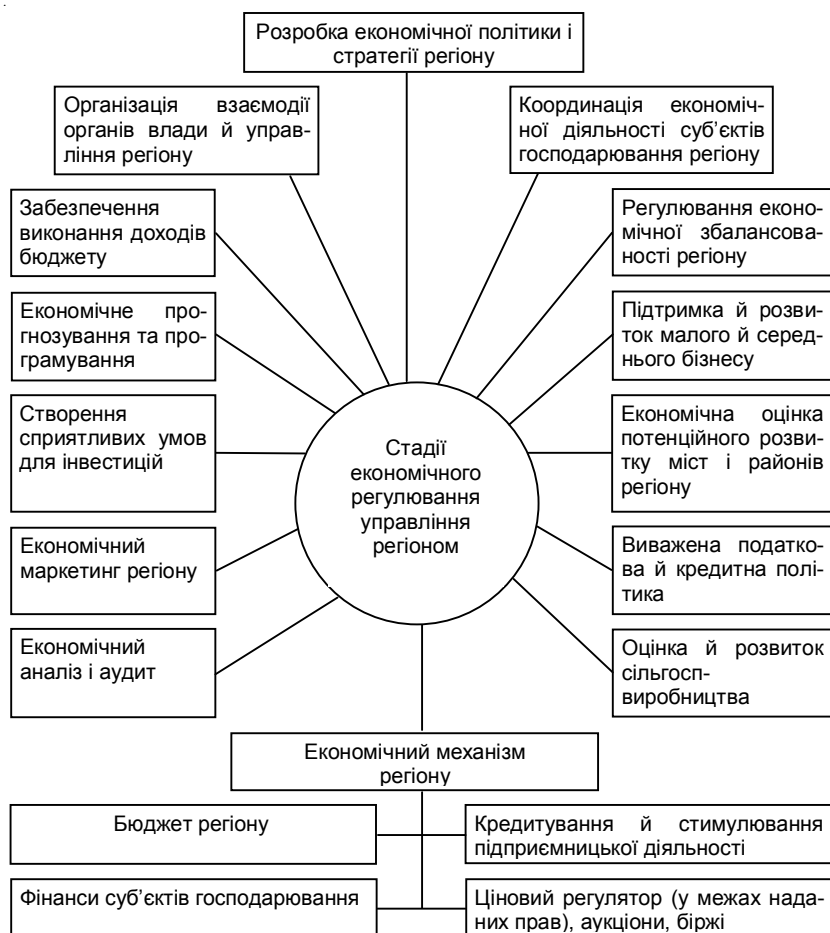 Розробка економічної політики і
стратегії регіону
Організація взаємодії
органів влади й управ-
ління регіону
Координація економіч-
ної діяльності суб’єктів
господарювання регіону
Забезпечення
виконання доходів
бюджету
Регулювання еконо-
мічної збалансова-
ності регіону
Економічне про-
гнозування та про-
грамування
Підтримка й розви-
ток малого й серед-
нього бізнесу
Створення
сприятливих умов
для інвестицій
Стадії
економічного
регулювання
управління
регіоном
Економічна оцінка
потенційного розви-
тку міст і районів
регіону
Економічний
маркетинг регіону
Виважена податко-
ва й кредитна полі-
тика
Економічний
аналіз і аудит
Оцінка й розвиток
сільгосп-
виробництва
Економічний механізм
регіону
Бюджет регіону
Кредитування й стимулювання
підприємницької діяльності
Фінанси суб’єктів господарювання
Ціновий регулятор (у межах нада-
них прав), аукціони, біржі